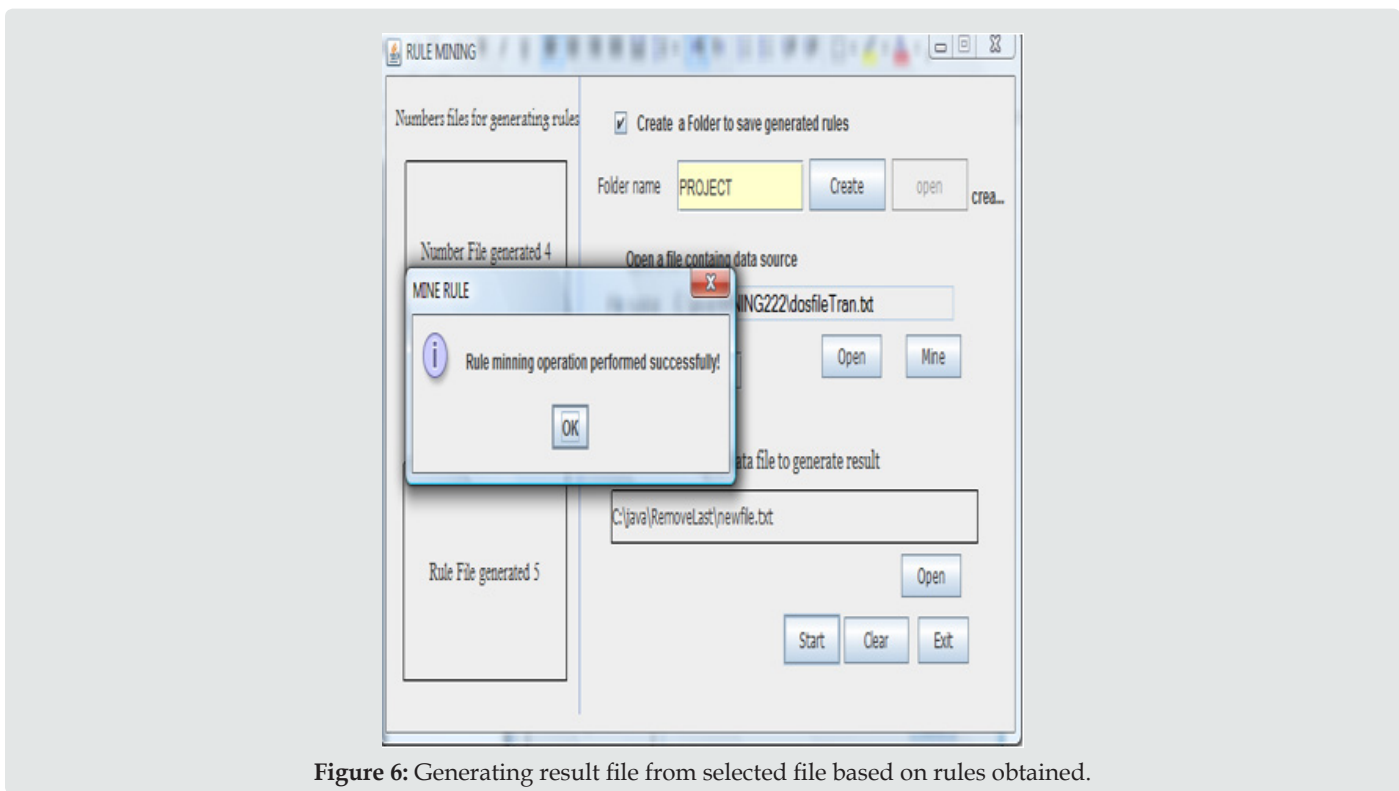 RULE MINING
Numbers files for generating rules
Create a Folder to save generated rules
Folder name PROJECT Create open crea...
Number File generated 4
Open a file containg data source
MINE RULE
NING222\dosfileTran.txt
Rule minning operation performed successfully!
Open Mine
OK
ata file to generate result
C:\java\RemoveLast\newfile.txt
Rule File generated 5
Open
Start Clear Exit
Figure 6: Generating result file from selected file based on rules obtained.